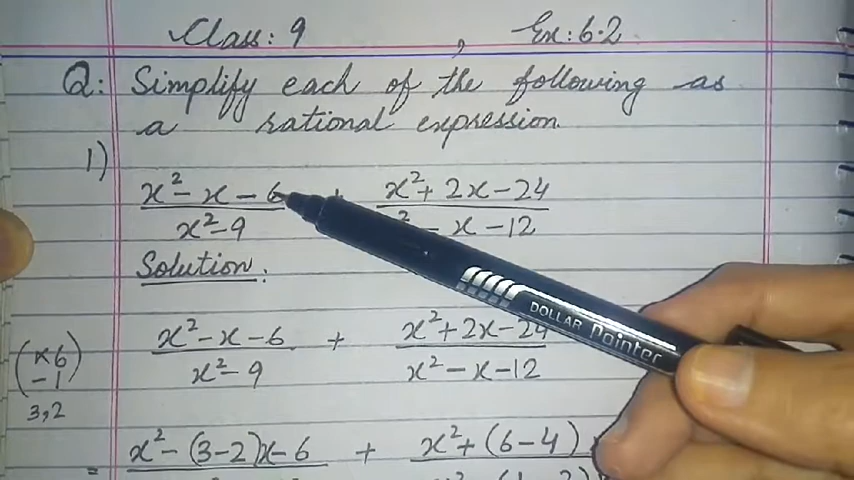 Class: 9 , Ex: 6.2
Q: Simplify each of the following as
a rational expression.
1)
x² - x - 6 + x² + 2x - 24
x² - 9 ² - x - 12
Solution:
x² - x - 6 + x² + 2x - 24
x² - 9 x² - x - 12
(×6
-1)
3,2
= x² - (3-2)x - 6 + x² + (6-4)
DOLLAR Pointer